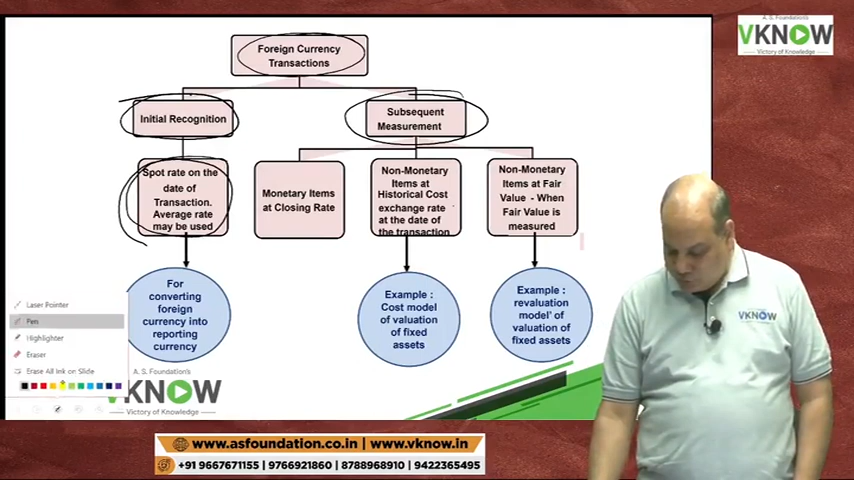 A. S. Foundation's
VKNOW
Victory of Knowledge
Foreign Currency
Transactions
Initial Recognition
Subsequent
Measurement
Spot rate on the
date of
Transaction.
Average rate
may be used
Monetary Items
at Closing Rate
Non-Monetary
Items at
Historical Cost
exchange rate
at the date of
the transaction
Non-Monetary
Items at Fair
Value - When
Fair Value is
measured
For
converting
foreign
currency into
reporting
currency
Example :
Cost model
of valuation
of fixed
assets
Example :
revaluation
model' of
valuation of
fixed assets
Laser Pointer
Pen
Highlighter
Eraser
Erase All Ink on Slide
A. S. Foundation's
VKNOW
Victory of Knowledge
VKNOW
www.asfoundation.co.in | www.vknow.in
+91 9667671155 | 9766921860 | 8788968910 | 9422365495